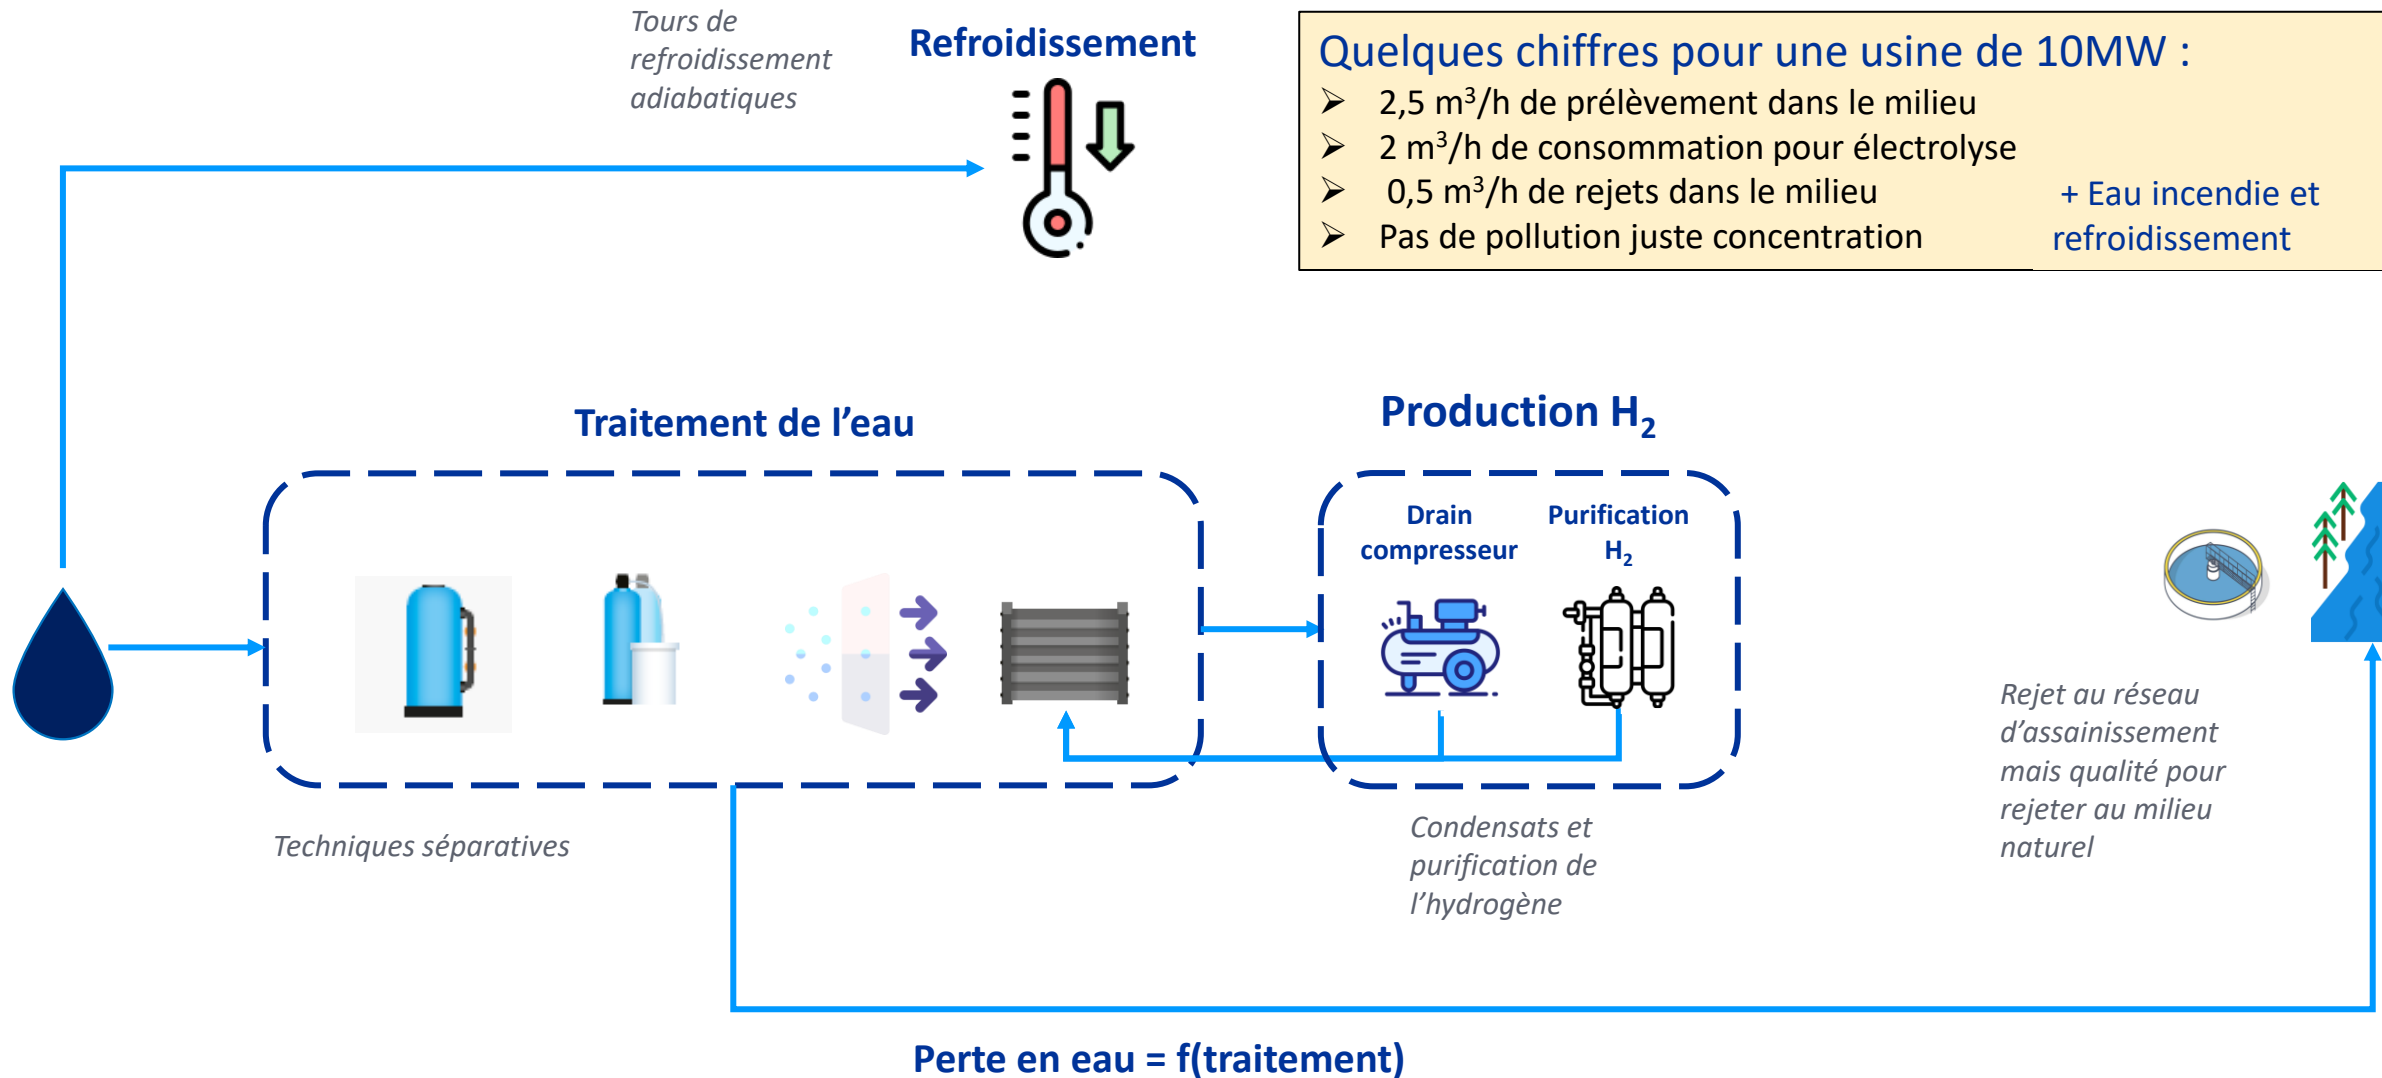 Tours de
refroidissement
adiabatiques
Refroidissement
Quelques chiffres pour une usine de 10MW :
➢ 2,5 m³/h de prélèvement dans le milieu
➢ 2 m³/h de consommation pour électrolyse
➢ 0,5 m³/h de rejets dans le milieu
➢ Pas de pollution juste concentration
+ Eau incendie et
refroidissement
Traitement de l’eau
Production H₂
Drain
compresseur
Purification
H₂
Techniques séparatives
Condensats et
purification de
l’hydrogène
Rejet au réseau
d’assainissement
mais qualité pour
rejeter au milieu
naturel
Perte en eau = f(traitement)